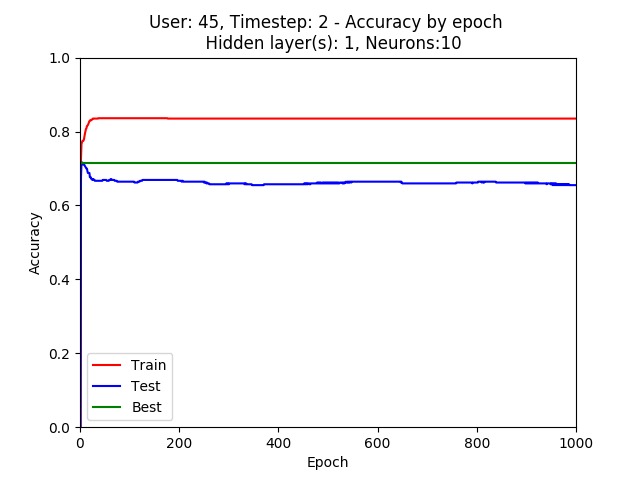 User: 45, Timestep: 2 - Accuracy by epoch
Hidden layer(s): 1, Neurons:10
1.0
0.8
0.6
0.4
0.2
0.0
Accuracy
Train
Test
Best
0 200 400 600 800 1000
Epoch